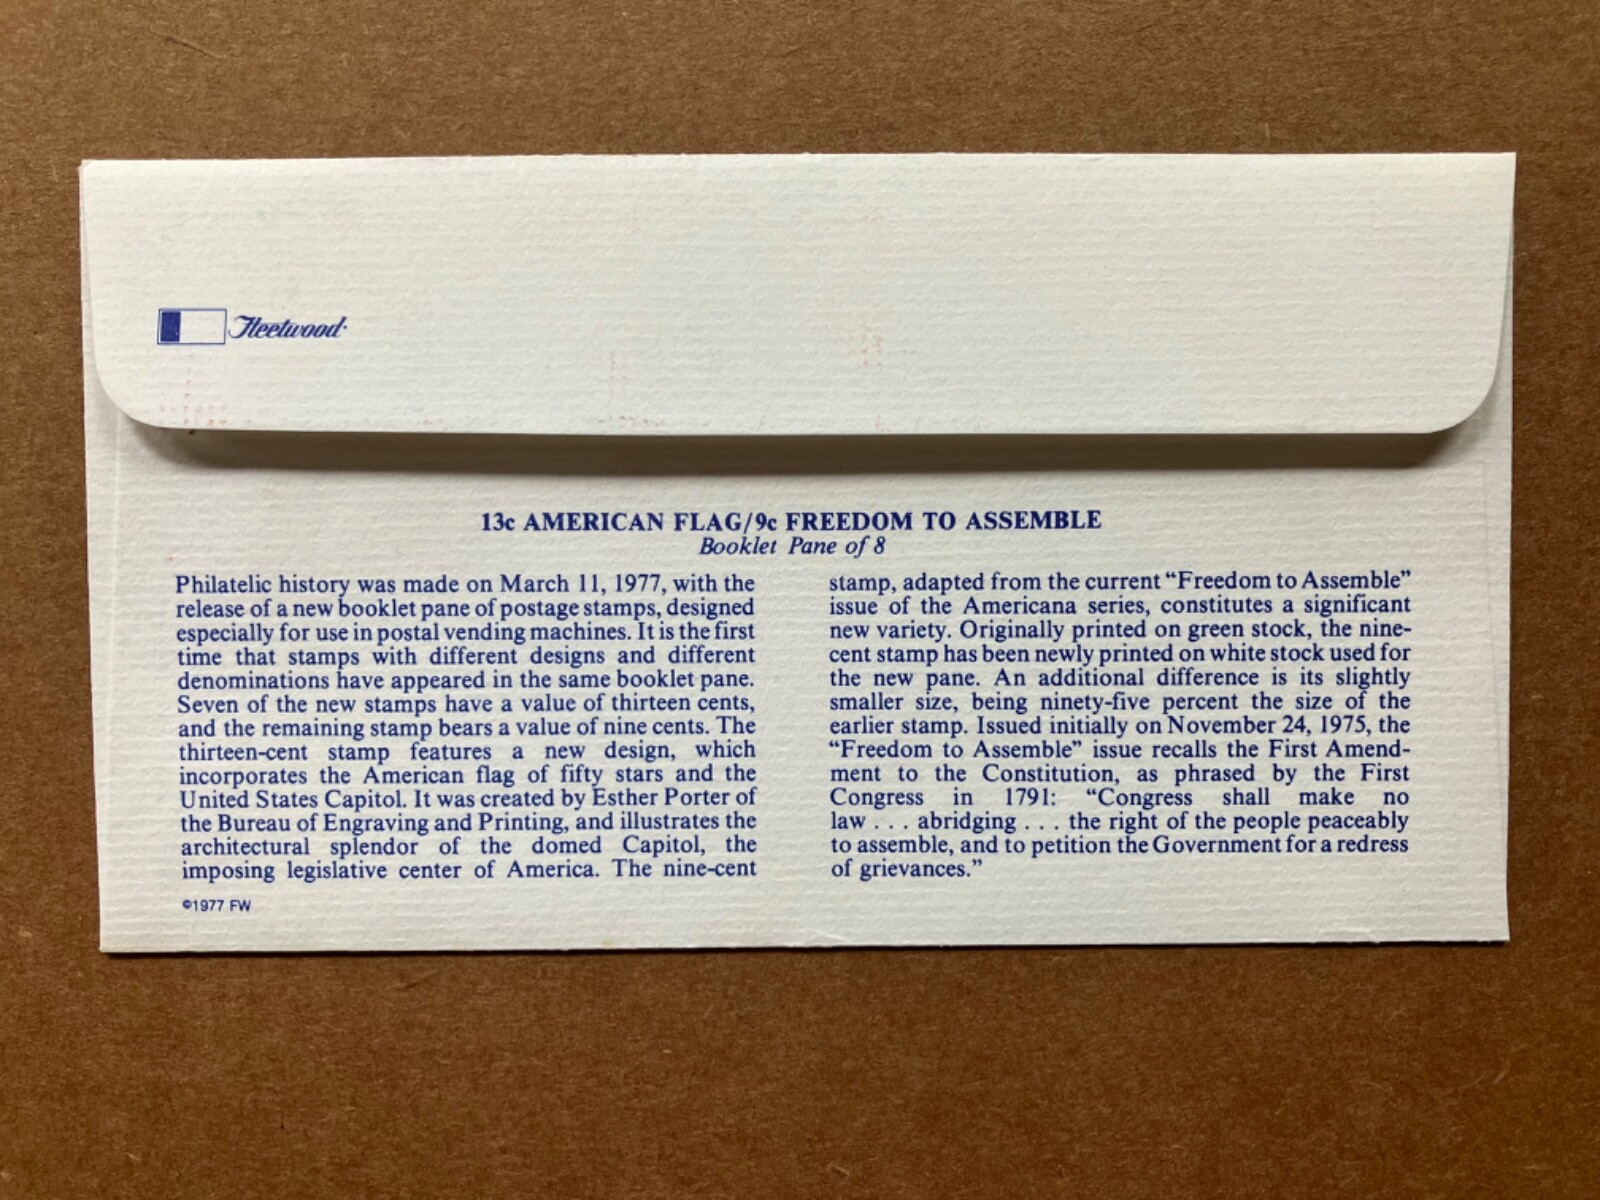 Fleetwood
13c AMERICAN FLAG/9c FREEDOM TO ASSEMBLE
Booklet Pane of 8
Philatelic history was made on March 11, 1977, with the
release of a new booklet pane of postage stamps, designed
especially for use in postal vending machines. It is the first
time that stamps with different designs and different
denominations have appeared in the same booklet pane.
Seven of the new stamps have a value of thirteen cents,
and the remaining stamp bears a value of nine cents. The
thirteen-cent stamp features a new design, which
incorporates the American flag of fifty stars and the
United States Capitol. It was created by Esther Porter of
the Bureau of Engraving and Printing, and illustrates the
architectural splendor of the domed Capitol, the
imposing legislative center of America. The nine-cent
stamp, adapted from the current “Freedom to Assemble”
issue of the Americana series, constitutes a significant
new variety. Originally printed on green stock, the nine-
cent stamp has been newly printed on white stock used for
the new pane. An additional difference is its slightly
smaller size, being ninety-five percent the size of the
earlier stamp. Issued initially on November 24, 1975, the
“Freedom to Assemble” issue recalls the First Amend-
ment to the Constitution, as phrased by the First
Congress in 1791: “Congress shall make no
law . . . abridging . . . the right of the people peaceably
to assemble, and to petition the Government for a redress
of grievances.”
©1977 FW